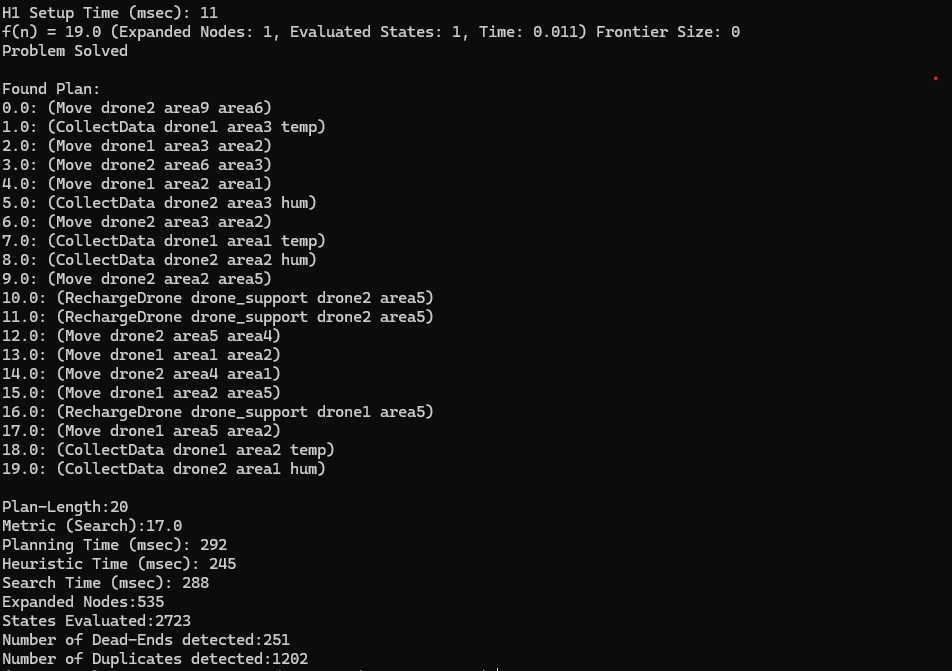 H1 Setup Time (msec): 11
f(n) = 19.0 (Expanded Nodes: 1, Evaluated States: 1, Time: 0.011) Frontier Size: 0
Problem Solved
Found Plan:
0.0: (Move drone2 area9 area6)
1.0: (CollectData drone1 area3 temp)
2.0: (Move drone1 area3 area2)
3.0: (Move drone2 area6 area3)
4.0: (Move drone1 area2 area1)
5.0: (CollectData drone2 area3 hum)
6.0: (Move drone2 area3 area2)
7.0: (CollectData drone1 area1 temp)
8.0: (CollectData drone2 area2 hum)
9.0: (Move drone2 area2 area5)
10.0: (RechargeDrone drone_support drone2 area5)
11.0: (RechargeDrone drone_support drone2 area5)
12.0: (Move drone2 area5 area4)
13.0: (Move drone1 area1 area2)
14.0: (Move drone2 area4 area1)
15.0: (Move drone1 area2 area5)
16.0: (RechargeDrone drone_support drone1 area5)
17.0: (Move drone1 area5 area2)
18.0: (CollectData drone1 area2 temp)
19.0: (CollectData drone2 area1 hum)
Plan-Length:20
Metric (Search):17.0
Planning Time (msec): 292
Heuristic Time (msec): 245
Search Time (msec): 288
Expanded Nodes:535
States Evaluated:2723
Number of Dead-Ends detected:251
Number of Duplicates detected:1202